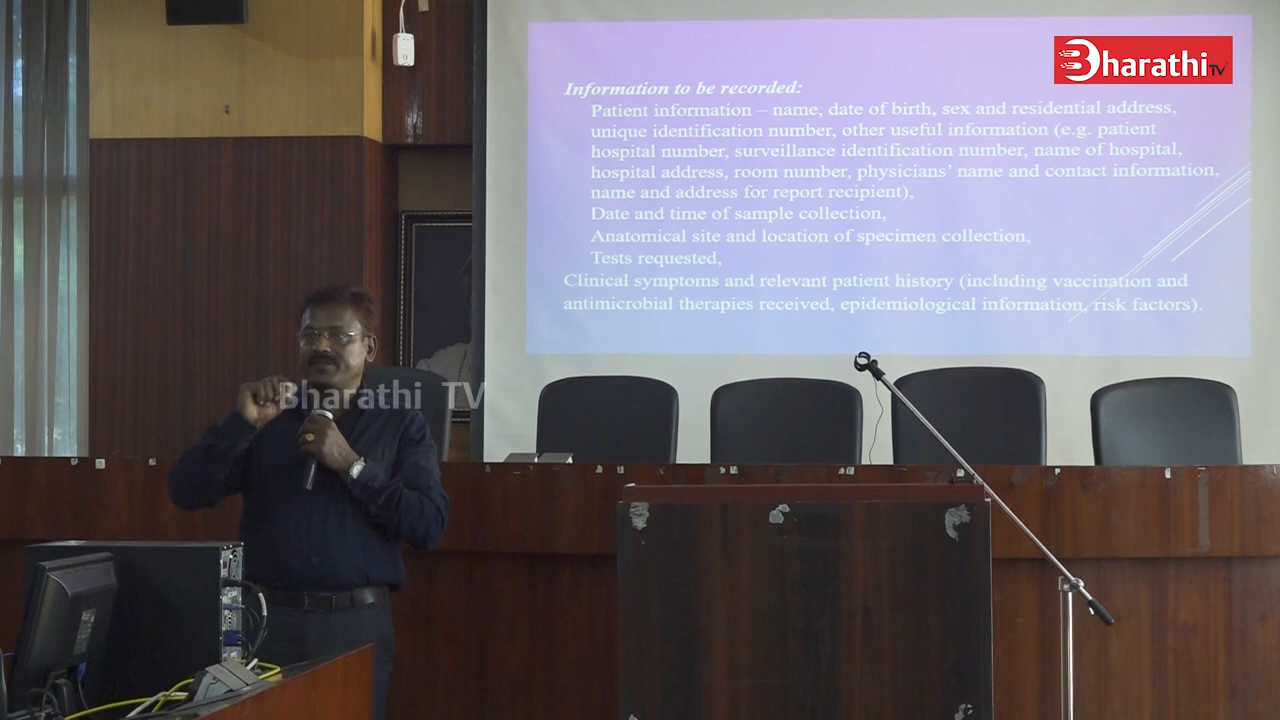 Bharathi TV
Information to be recorded:
Patient information – name, date of birth, sex and residential address,
unique identification number, other useful information (e.g. patient
hospital number, surveillance identification number, name of hospital,
hospital address, room number, physicians’ name and contact information,
name and address for report recipient),
Date and time of sample collection,
Anatomical site and location of specimen collection,
Tests requested,
Clinical symptoms and relevant patient history (including vaccination and
antimicrobial therapies received, epidemiological information, risk factors).
Bharathi TV